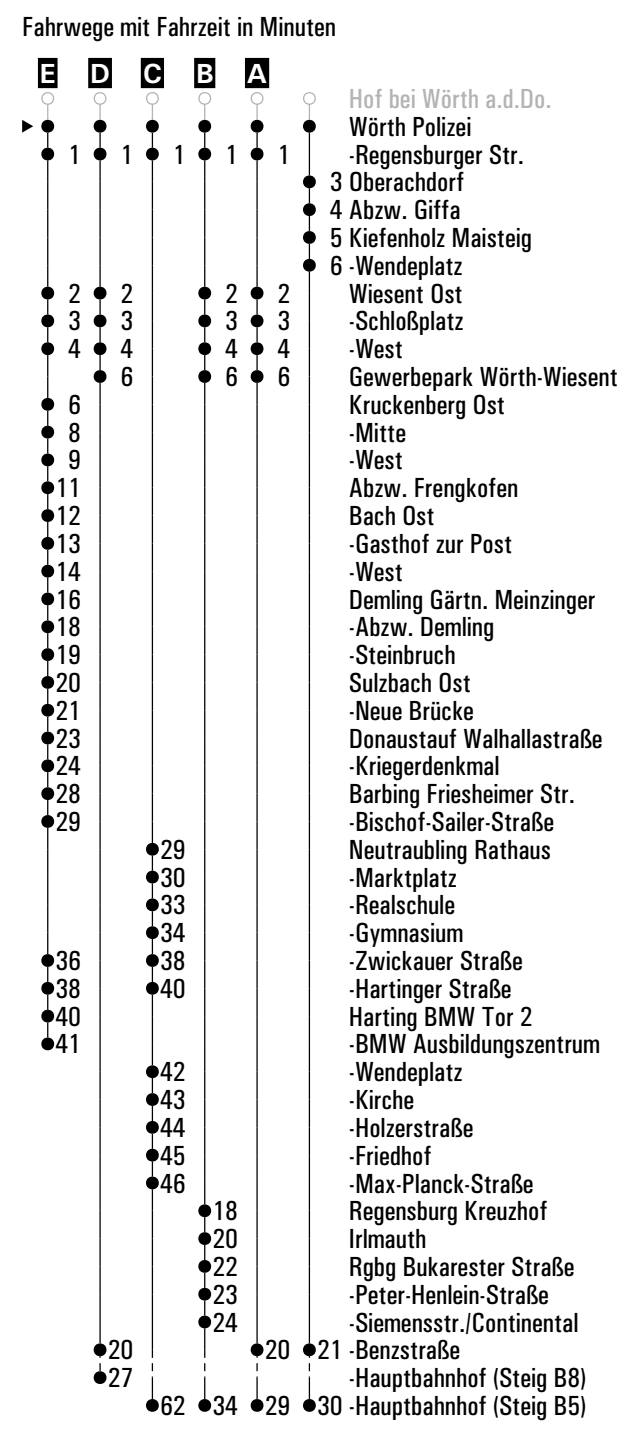 Fahrwege mit Fahrzeit in Minuten
E D C B A
Hof bei Wörth a.d.Do.
Wörth Polizei
1 1 1 1 1 -Regensburger Str.
3 Oberachdorf
4 Abzw. Giffa
5 Kiefenholz Maisteig
6 -Wendeplatz
2 2 2 2 Wiesent Ost
3 3 3 3 -Schloßplatz
4 4 4 4 -West
6 6 6 Gewerbepark Wörth-Wiesent
6 Kruckenberg Ost
8 -Mitte
9 -West
11 Abzw. Frengkofen
12 Bach Ost
13 -Gasthof zur Post
14 -West
16 Demling Gärtn. Meinzinger
18 -Abzw. Demling
19 -Steinbruch
20 Sulzbach Ost
21 -Neue Brücke
23 Donaustauf Walhallastraße
24 -Kriegerdenkmal
28 Barbing Friesheimer Str.
29 -Bischof-Sailer-Straße
29 Neutraubling Rathaus
30 -Marktplatz
33 -Realschule
34 -Gymnasium
36 38 -Zwickauer Straße
38 40 -Hartinger Straße
40 Harting BMW Tor 2
41 -BMW Ausbildungszentrum
42 -Wendeplatz
43 -Kirche
44 -Holzerstraße
45 -Friedhof
46 -Max-Planck-Straße
18 Regensburg Kreuzhof
20 Irlmauth
22 Rgbg Bukarester Straße
23 -Peter-Henlein-Straße
24 -Siemensstr./Continental
20 20 21 -Benzstraße
27 -Hauptbahnhof (Steig B8)
62 34 29 30 -Hauptbahnhof (Steig B5)